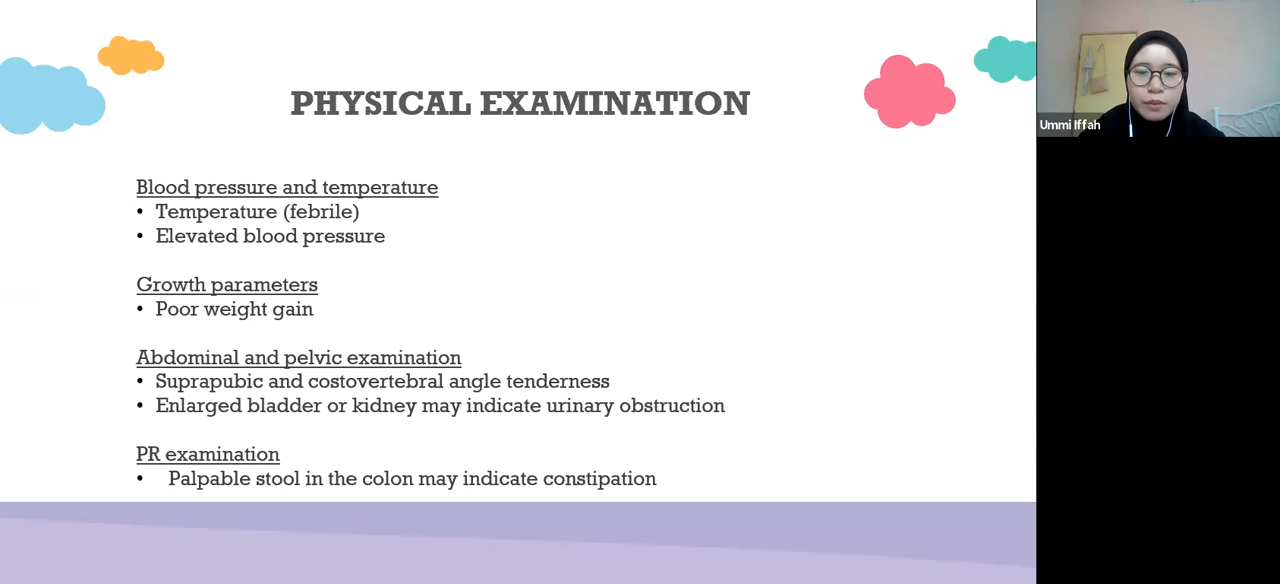 PHYSICAL EXAMINATION
Blood pressure and temperature
• Temperature (febrile)
• Elevated blood pressure
Growth parameters
• Poor weight gain
Abdominal and pelvic examination
• Suprapubic and costovertebral angle tenderness
• Enlarged bladder or kidney may indicate urinary obstruction
PR examination
• Palpable stool in the colon may indicate constipation
Ummi Iffah